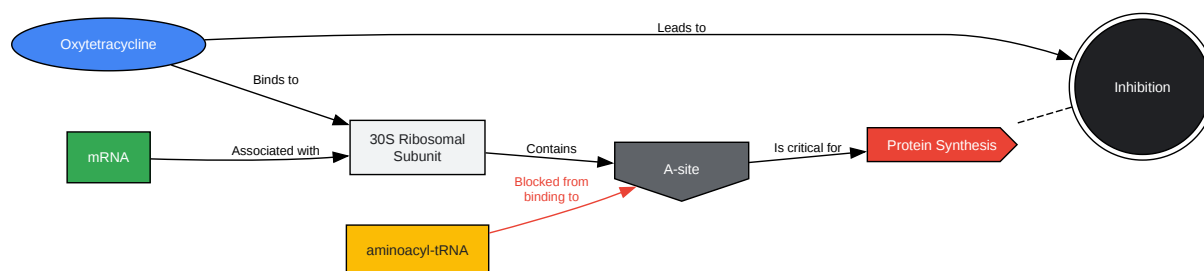 Leads to
Oxytetracycline
Inhibition
Binds to
30S Ribosomal
Subunit
mRNA
Associated with
Contains
A-site
Is critical for
Protein Synthesis
Blocked from
binding to
aminoacyl-tRNA